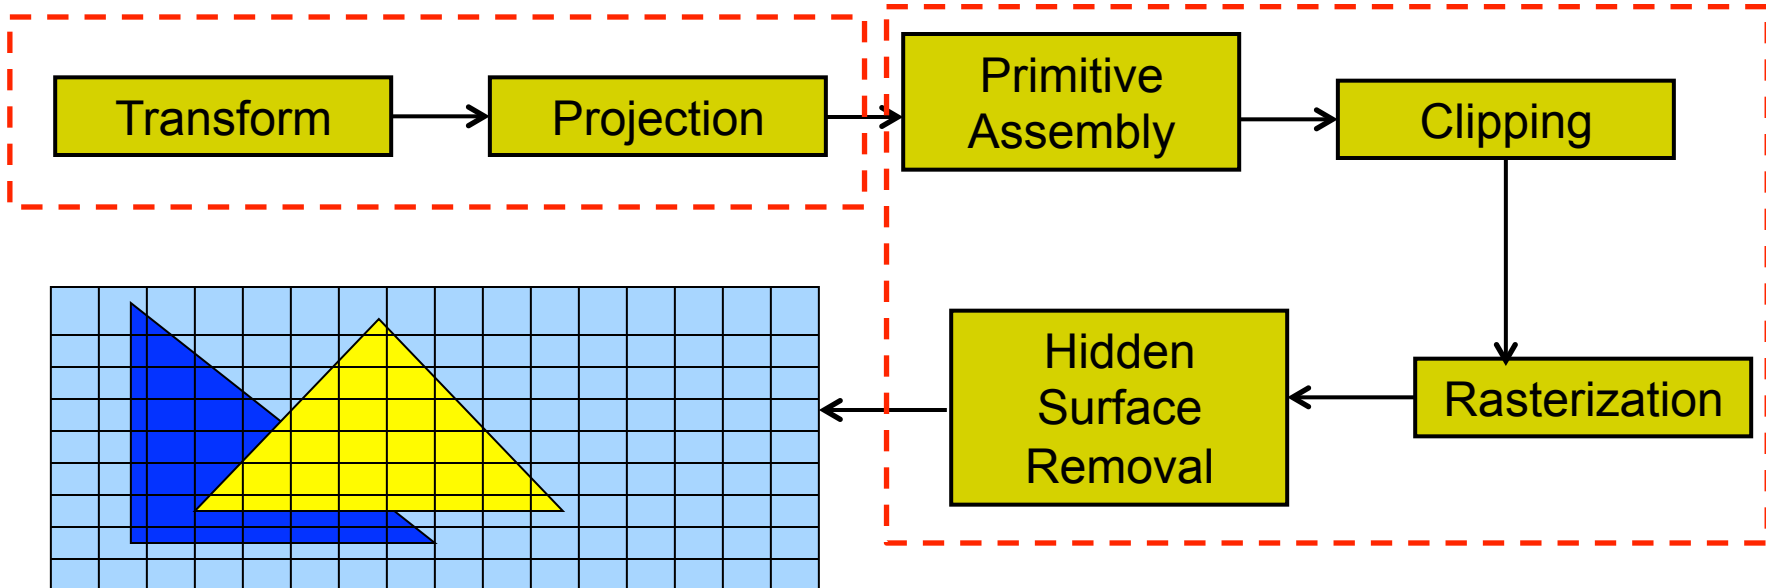 Transform
Projection
Primitive
Assembly
Clipping
Rasterization
Hidden
Surface
Removal